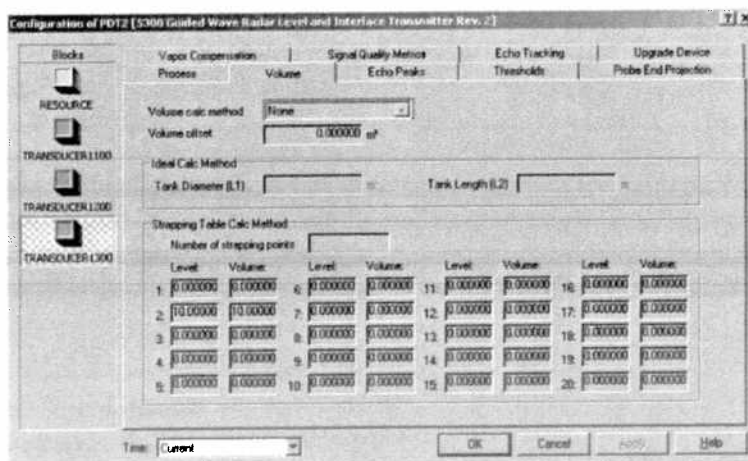 Configuration of PDT2 [5300 Guided Wave Radar Level and Interface Transmitter Rev. 2]
Blocks
RESOURCE
TRANSDUCER1100
TRANSDUCER1200
TRANSDUCER1300
Vapor Compensation Signal Quality Metrics Echo Tracking Upgrade Device
Process Volume Echo Peaks Thresholds Probe End Projection
Volume calc method None
Volume offset 0.000000 m³
Ideal Calc Method
Tank Diameter (L1) m Tank Length (L2) m
Strapping Table Calc Method
Number of strapping points
Level: Volume: Level: Volume: Level: Volume: Level: Volume:
1: 0.000000 0.000000 6: 0.000000 0.000000 11: 0.000000 0.000000 16: 0.000000 0.000000
2: 10.00000 10.00000 7: 0.000000 0.000000 12: 0.000000 0.000000 17: 0.000000 0.000000
3: 0.000000 0.000000 8: 0.000000 0.000000 13: 0.000000 0.000000 18: 0.000000 0.000000
4: 0.000000 0.000000 9: 0.000000 0.000000 14: 0.000000 0.000000 19: 0.000000 0.000000
5: 0.000000 0.000000 10: 0.000000 0.000000 15: 0.000000 0.000000 20: 0.000000 0.000000
Time: Current OK Cancel Apply Help